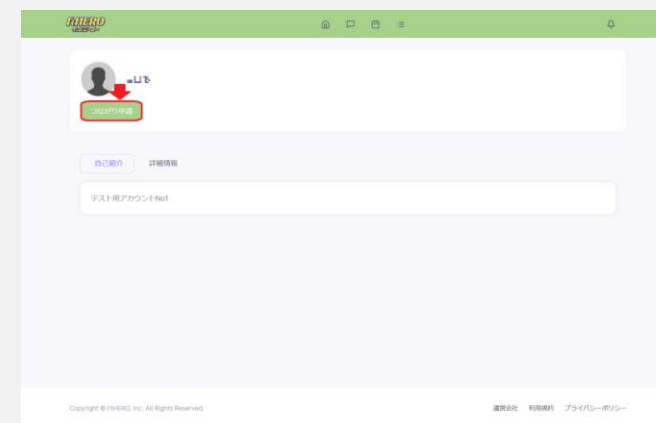 I'MHERO
つながり申請
自己紹介 詳細情報
テスト用アカウントNo1
Copyright © I'MHERO, Inc. All Rights Reserved.
運営会社 利用規約 プライバシーポリシー